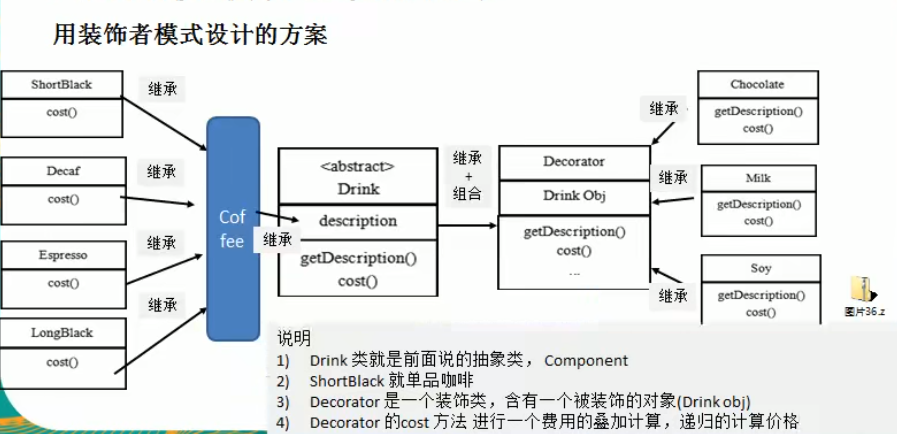 用装饰者模式设计的方案
ShortBlack
cost()
继承
Decaf
cost()
继承
Espresso
cost()
继承
LongBlack
cost()
继承
Cof
fee
继承
<abstract>
Drink
description
getDescription()
cost()
继承
+
组合
Decorator
Drink Obj
getDescription()
cost()
...
继承
Chocolate
getDescription()
cost()
继承
Milk
getDescription()
cost()
继承
Soy
getDescription()
cost()
图片36.z
说明
1) Drink 类就是前面说的抽象类， Component
2) ShortBlack 就单品咖啡
3) Decorator 是一个装饰类，含有一个被装饰的对象(Drink obj)
4) Decorator 的cost 方法 进行一个费用的叠加计算，递归的计算价格